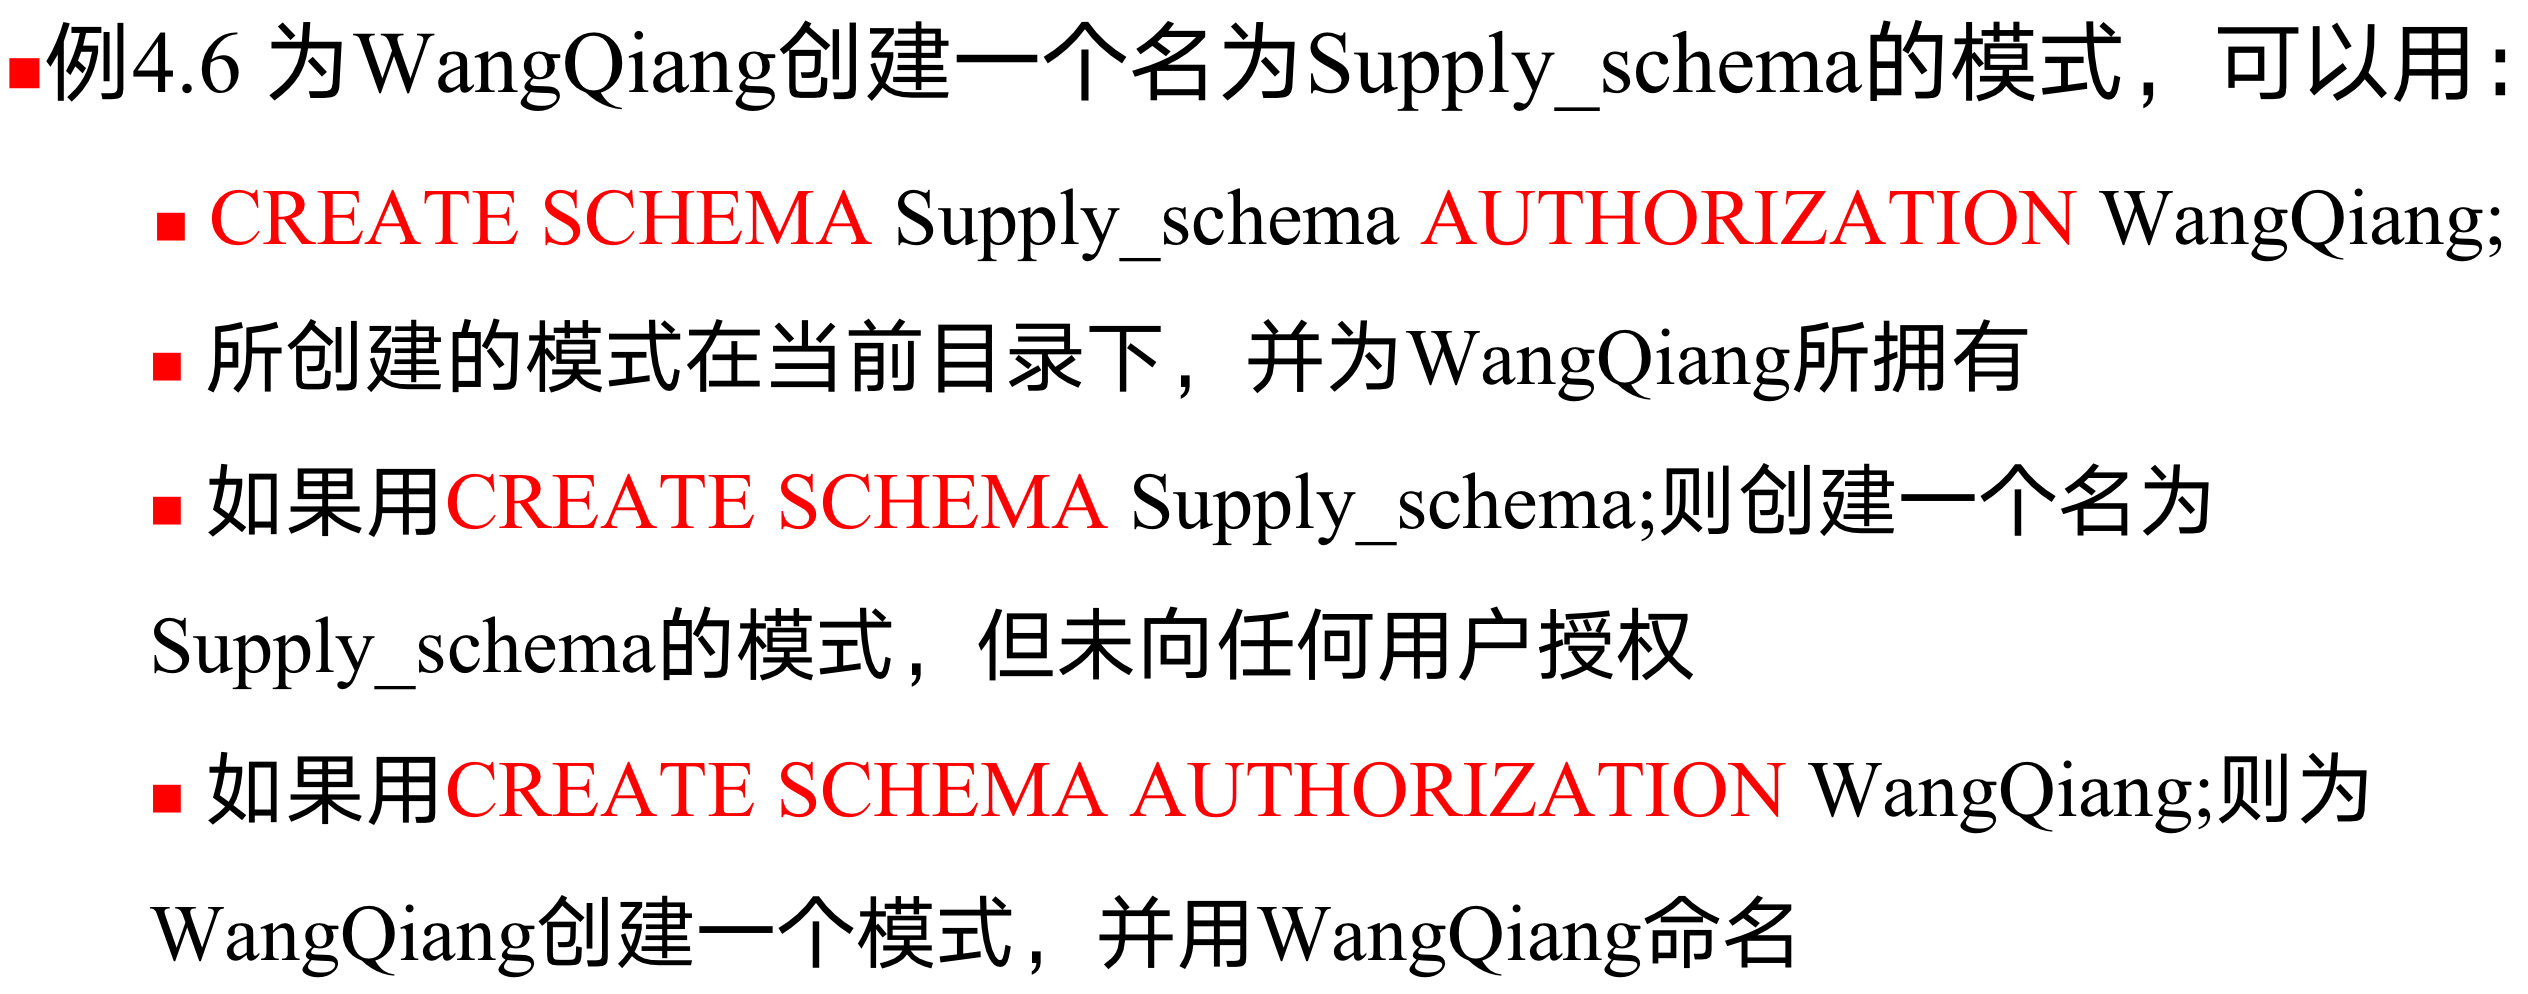 ▪例4.6 为WangQiang创建一个名为Supply_schema的模式，可以用：
▪ CREATE SCHEMA Supply_schema AUTHORIZATION WangQiang;
▪ 所创建的模式在当前目录下，并为WangQiang所拥有
▪ 如果用CREATE SCHEMA Supply_schema;则创建一个名为
Supply_schema的模式，但未向任何用户授权
▪ 如果用CREATE SCHEMA AUTHORIZATION WangQiang;则为
WangQiang创建一个模式，并用WangQiang命名